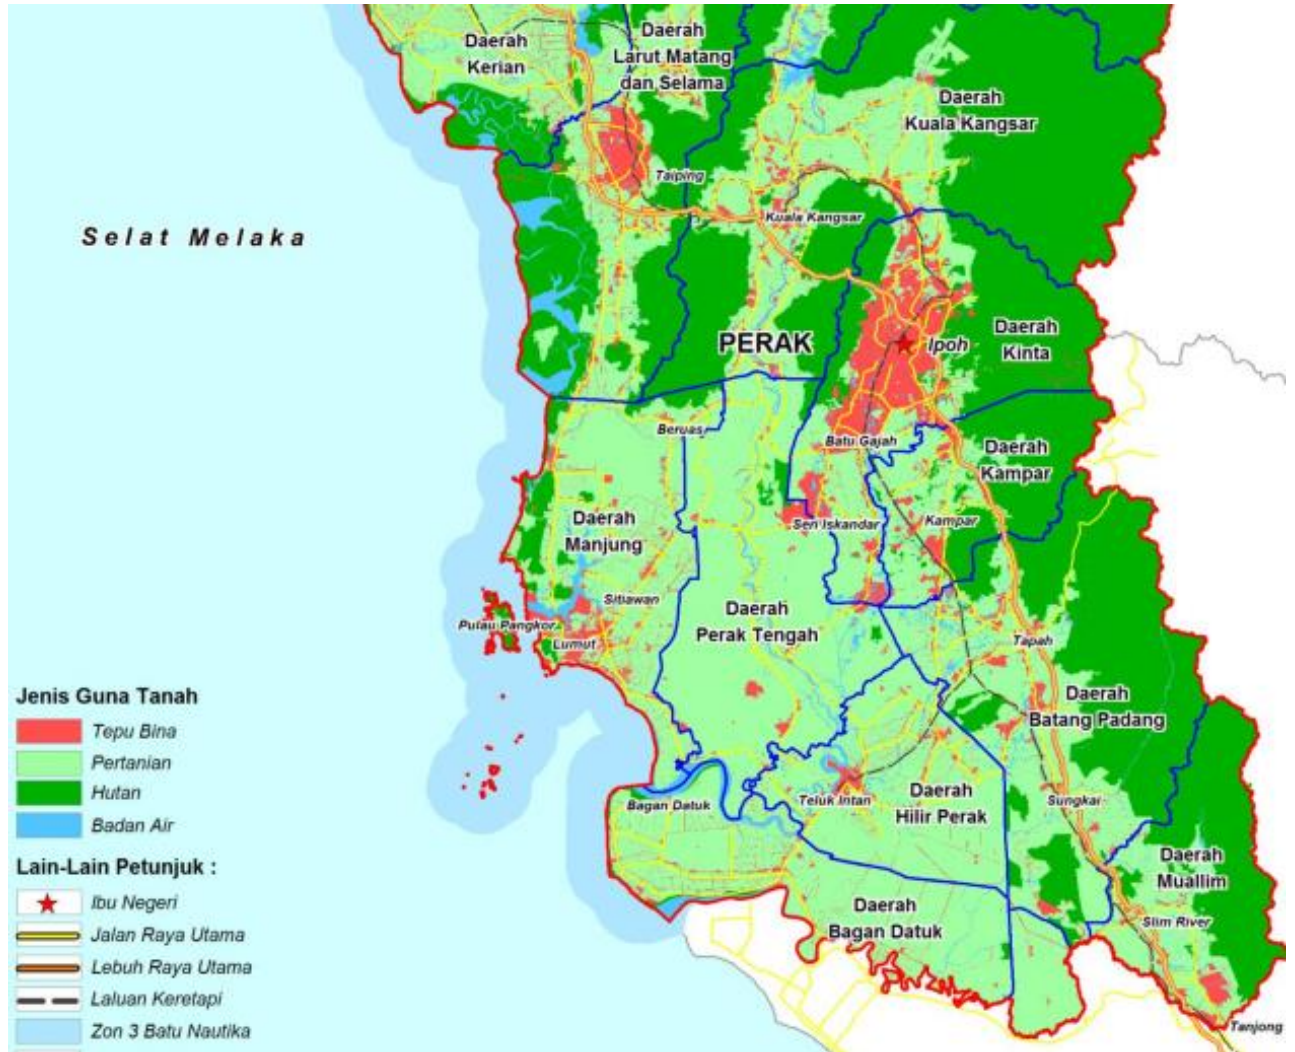 Daerah
Kerian
Daerah
Larut Matang
dan Selama
Daerah
Kuala Kangsar
Taiping
Kuala Kangsar
Selat Melaka
PERAK
Ipoh
Daerah
Kinta
Beruas
Batu Gajah
Daerah
Kampar
Daerah
Manjung
Seri Iskandar
Kampar
Sitiawan
Daerah
Perak Tengah
Pulau Pangkor
Lumut
Tapah
Daerah
Batang Padang
Bagan Datuk
Teluk Intan
Daerah
Hilir Perak
Sungkai
Daerah
Muallim
Daerah
Bagan Datuk
Slim River
Tanjong
Jenis Guna Tanah
Tepu Bina
Pertanian
Hutan
Badan Air
Lain-Lain Petunjuk :
Ibu Negeri
Jalan Raya Utama
Lebuh Raya Utama
Laluan Keretapi
Zon 3 Batu Nautika